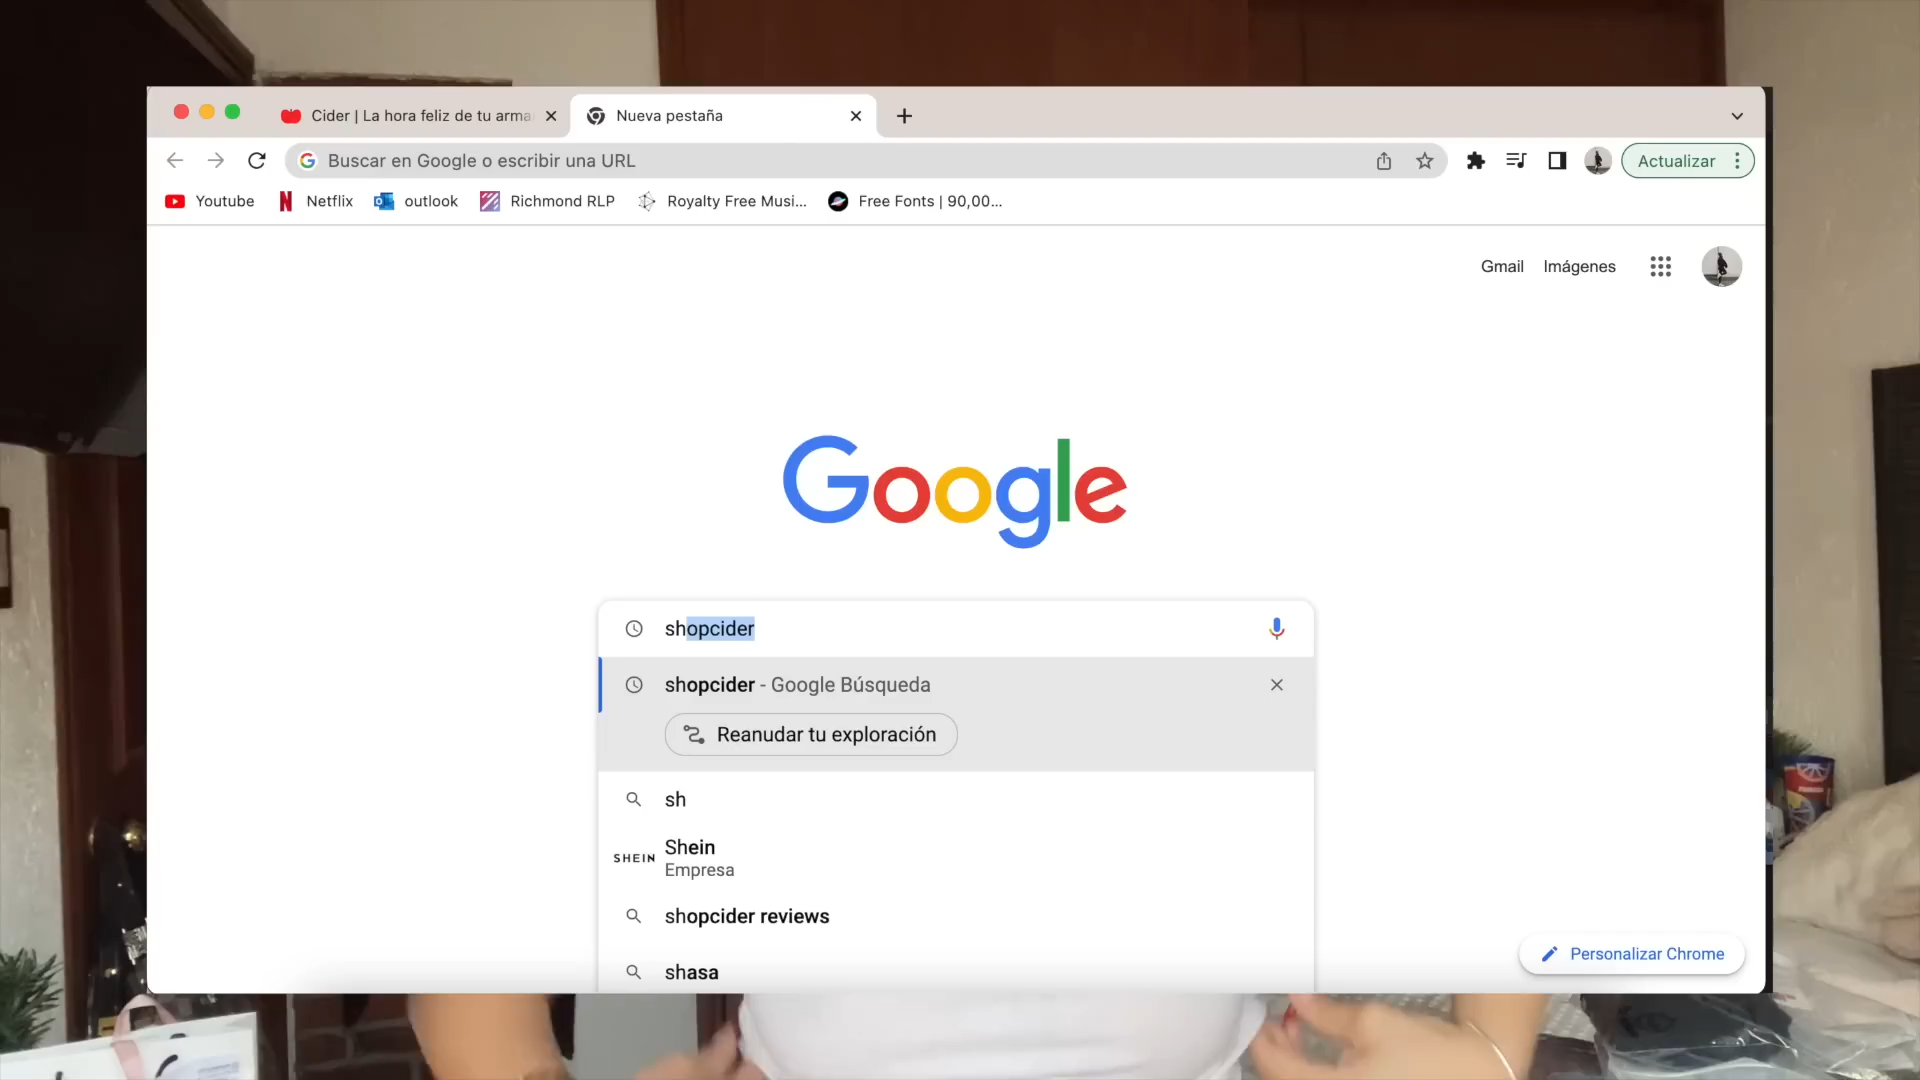 Cider | La hora feliz de tu arma
Nueva pestaña
Buscar en Google o escribir una URL
Actualizar
Youtube
Netflix
outlook
Richmond RLP
Royalty Free Musi...
Free Fonts | 90,00...
Gmail
Imágenes
Google
shopcider
shopcider - Google Búsqueda
Reanudar tu exploración
sh
SHEIN
Shein
Empresa
shopcider reviews
shasa
Personalizar Chrome